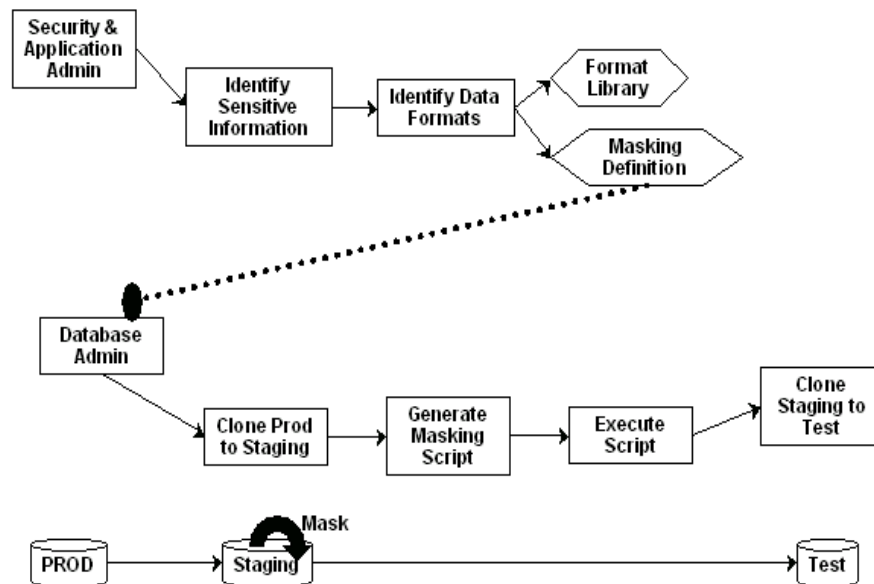 Security &
Application
Admin
Identify
Sensitive
Information
Identify Data
Formats
Format
Library
Masking
Definition
Database
Admin
Clone Prod
to Staging
Generate
Masking
Script
Execute
Script
Clone
Staging to
Test
Mask
PROD
Staging
Test